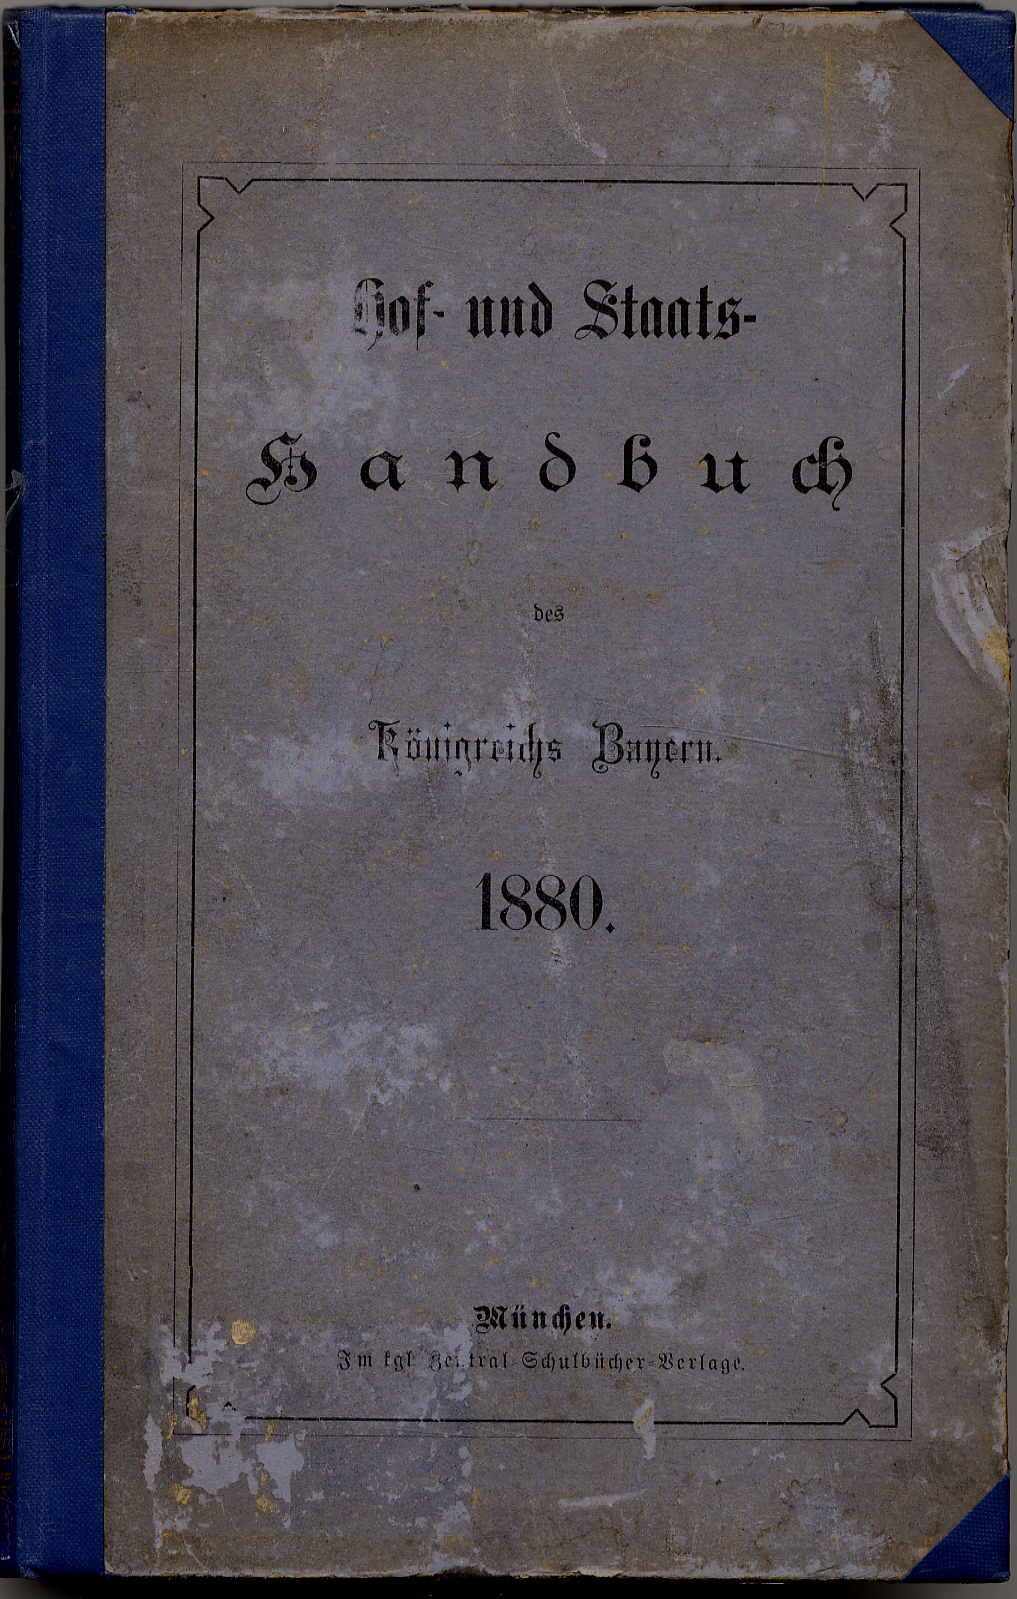 Hof- und Staats-
Handbuch
des
Königreichs Bayern.
1880.
München.
Im kgl. Zentral-Schulbücher-Verlage.